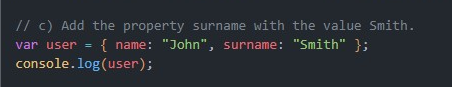 // c) Add the property surname with the value Smith.
var user = { name: "John", surname: "Smith" };
console.log(user);